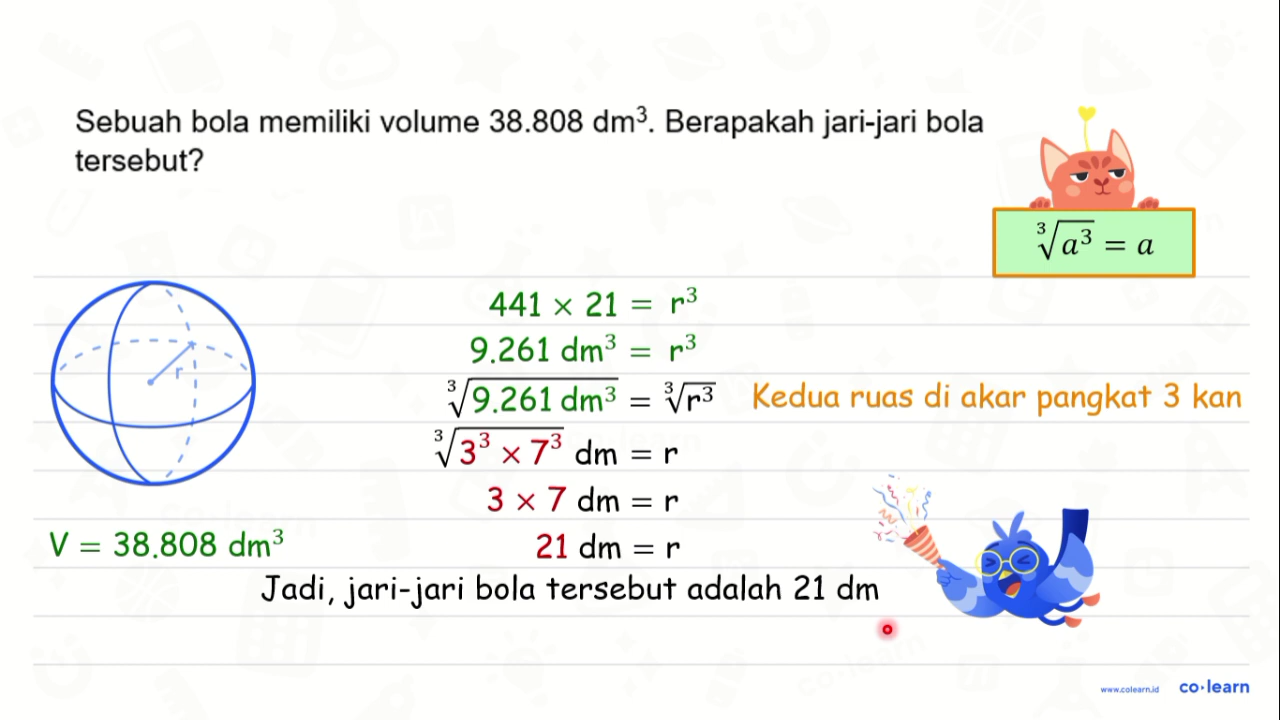 Sebuah bola memiliki volume 38.808 dm³. Berapakah jari-jari bola
tersebut?
∛a³ = a
441 × 21 = r³
9.261 dm³ = r³
∛9.261 dm³ = ∛r³ Kedua ruas di akar pangkat 3 kan
∛3³ × 7³ dm = r
3 × 7 dm = r
r
V = 38.808 dm³
21 dm = r
Jadi, jari-jari bola tersebut adalah 21 dm
www.colearn.id co·learn